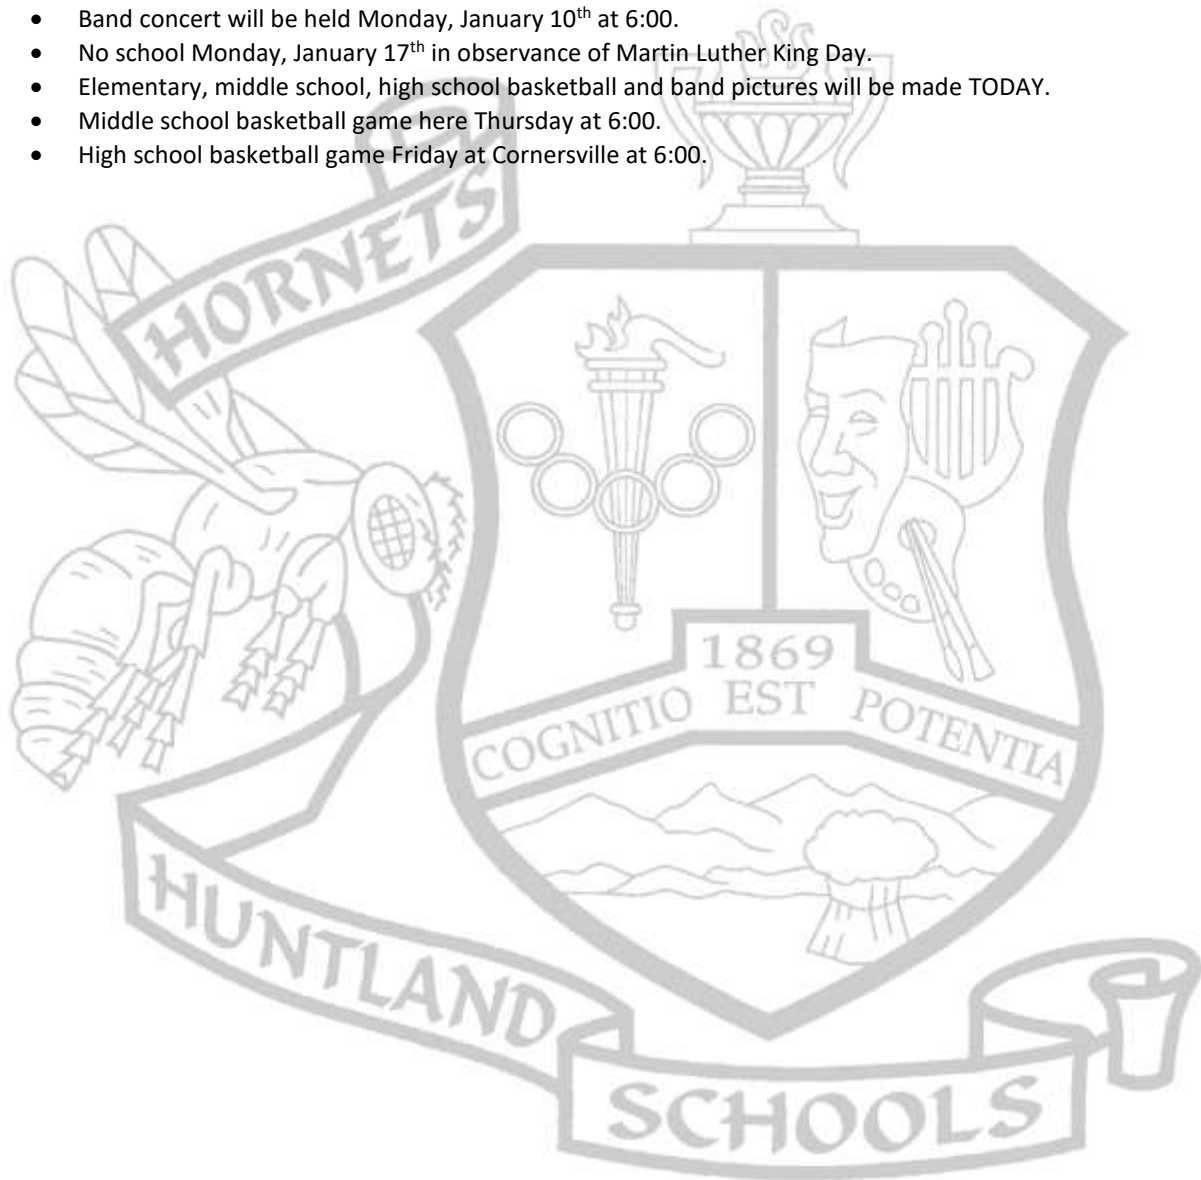 • Band concert will be held Monday, January 10th at 6:00.
• No school Monday, January 17th in observance of Martin Luther King Day.
• Elementary, middle school, high school basketball and band pictures will be made TODAY.
• Middle school basketball game here Thursday at 6:00.
• High school basketball game Friday at Cornersville at 6:00.
HORNETS
1869
COGNITIO EST POTENTIA
HUNTLAND
SCHOOLS